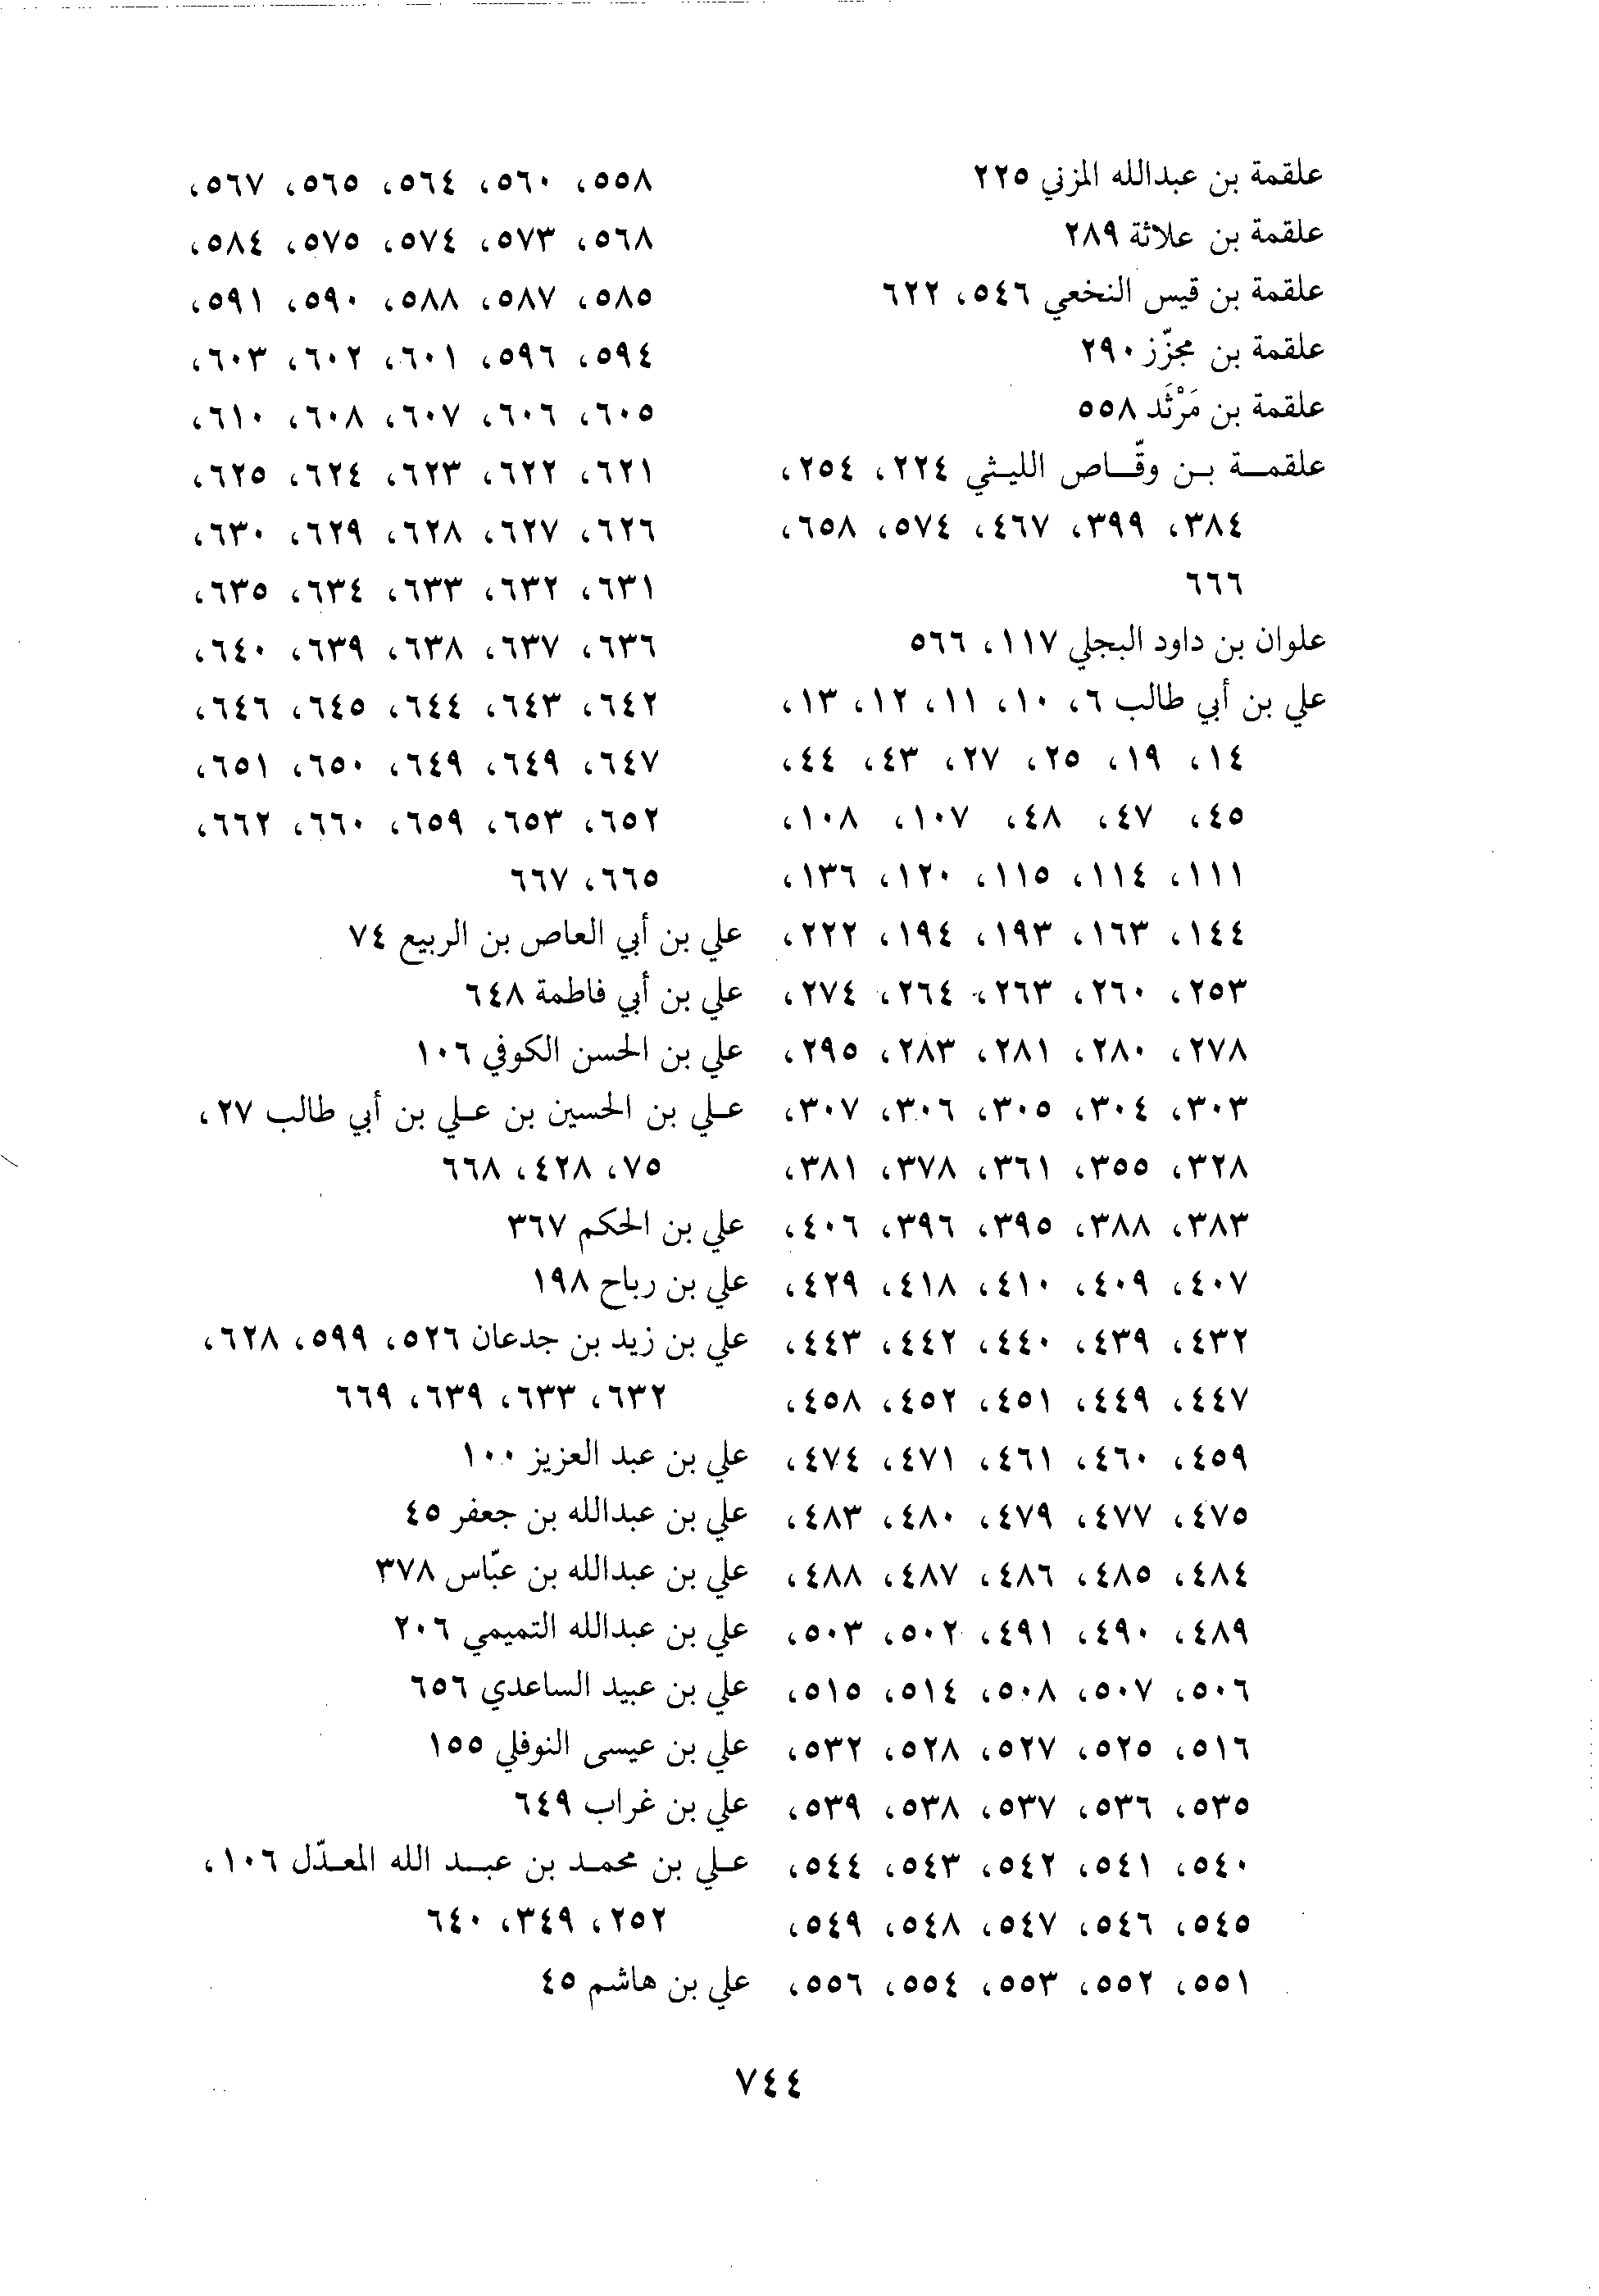 علقمة بن عبدالله المزني ٢٢٥
علقمة بن علاثة ٢٨٩
علقمة بن قيس النخعي ٥٤٦، ٦٢٢
علقمة بن مجزّز ٢٩٠
علقمة بن مَرْثَد ٥٥٨
علقمة بن وقّاص الليثي ٢٢٤، ٢٥٤،
٣٨٤، ٣٩٩، ٤٦٧، ٥٧٤، ٦٥٨،
٦٦٦
علوان بن داود البجلي ١١٧، ٥٦٦
علي بن أبي طالب ٦، ١٠، ١١، ١٢، ١٣،
١٤، ١٩، ٢٥، ٢٧، ٤٣، ٤٤،
٤٥، ٤٧، ٤٨، ١٠٧، ١٠٨،
١١١، ١١٤، ١١٥، ١٢٠، ١٣٦،
١٤٤، ١٦٣، ١٩٣، ١٩٤، ٢٢٢،
٢٥٣، ٢٦٠، ٢٦٣، ٢٦٤، ٢٧٤،
٢٧٨، ٢٨٠، ٢٨١، ٢٨٣، ٢٩٥،
٣٠٣، ٣٠٤، ٣٠٥، ٣٠٦، ٣٠٧،
٣٢٨، ٣٥٥، ٣٦١، ٣٧٨، ٣٨١،
٣٨٣، ٣٨٨، ٣٩٥، ٣٩٦، ٤٠٦،
٤٠٧، ٤٠٩، ٤١٠، ٤١٨، ٤٢٩،
٤٣٢، ٤٣٩، ٤٤٠، ٤٤٢، ٤٤٣،
٤٤٧، ٤٤٩، ٤٥١، ٤٥٢، ٤٥٨،
٤٥٩، ٤٦٠، ٤٦١، ٤٧١، ٤٧٤،
٤٧٥، ٤٧٧، ٤٧٩، ٤٨٠، ٤٨٣،
٤٨٤، ٤٨٥، ٤٨٦، ٤٨٧، ٤٨٨،
٤٨٩، ٤٩٠، ٤٩١، ٥٠٢، ٥٠٣،
٥٠٦، ٥٠٧، ٥٠٨، ٥١٤، ٥١٥،
٥١٦، ٥٢٥، ٥٢٧، ٥٢٨، ٥٣٢،
٥٣٥، ٥٣٦، ٥٣٧، ٥٣٨، ٥٣٩،
٥٤٠، ٥٤١، ٥٤٢، ٥٤٣، ٥٤٤،
٥٤٥، ٥٤٦، ٥٤٧، ٥٤٨، ٥٤٩،
٥٥١، ٥٥٢، ٥٥٣، ٥٥٤، ٥٥٦،
٥٥٨، ٥٦٠، ٥٦٤، ٥٦٥، ٥٦٧،
٥٦٨، ٥٧٣، ٥٧٤، ٥٧٥، ٥٨٤،
٥٨٥، ٥٨٧، ٥٨٨، ٥٩٠، ٥٩١،
٥٩٤، ٥٩٦، ٦٠١، ٦٠٢، ٦٠٣،
٦٠٥، ٦٠٦، ٦٠٧، ٦٠٨، ٦١٠،
٦٢١، ٦٢٢، ٦٢٣، ٦٢٤، ٦٢٥،
٦٢٦، ٦٢٧، ٦٢٨، ٦٢٩، ٦٣٠،
٦٣١، ٦٣٢، ٦٣٣، ٦٣٤، ٦٣٥،
٦٣٦، ٦٣٧، ٦٣٨، ٦٣٩، ٦٤٠،
٦٤٢، ٦٤٣، ٦٤٤، ٦٤٥، ٦٤٦،
٦٤٧، ٦٤٩، ٦٤٩، ٦٥٠، ٦٥١،
٦٥٢، ٦٥٣، ٦٥٩، ٦٦٠، ٦٦٢،
٦٦٥، ٦٦٧
علي بن أبي العاص بن الربيع ٧٤
علي بن أبي فاطمة ٦٤٨
علي بن الحسن الكوفي ١٠٦
علي بن الحسين بن علي بن أبي طالب ٢٧،
٧٥، ٤٢٨، ٦٦٨
علي بن الحكم ٣٦٧
علي بن رباح ١٩٨
علي بن زيد بن جدعان ٥٢٦، ٥٩٩، ٦٢٨،
٦٣٢، ٦٣٣، ٦٣٩، ٦٦٩
علي بن عبد العزيز ١٠٠
علي بن عبدالله بن جعفر ٤٥
علي بن عبدالله بن عبّاس ٣٧٨
علي بن عبدالله التميمي ٢٠٦
علي بن عبيد الساعدي ٦٥٦
علي بن عيسى النوفلي ١٥٥
علي بن غراب ٦٤٩
علي بن محمد بن عبد الله المعدّل ١٠٦،
٢٥٢، ٣٤٩، ٦٤٠
علي بن هاشم ٤٥
٧٤٤